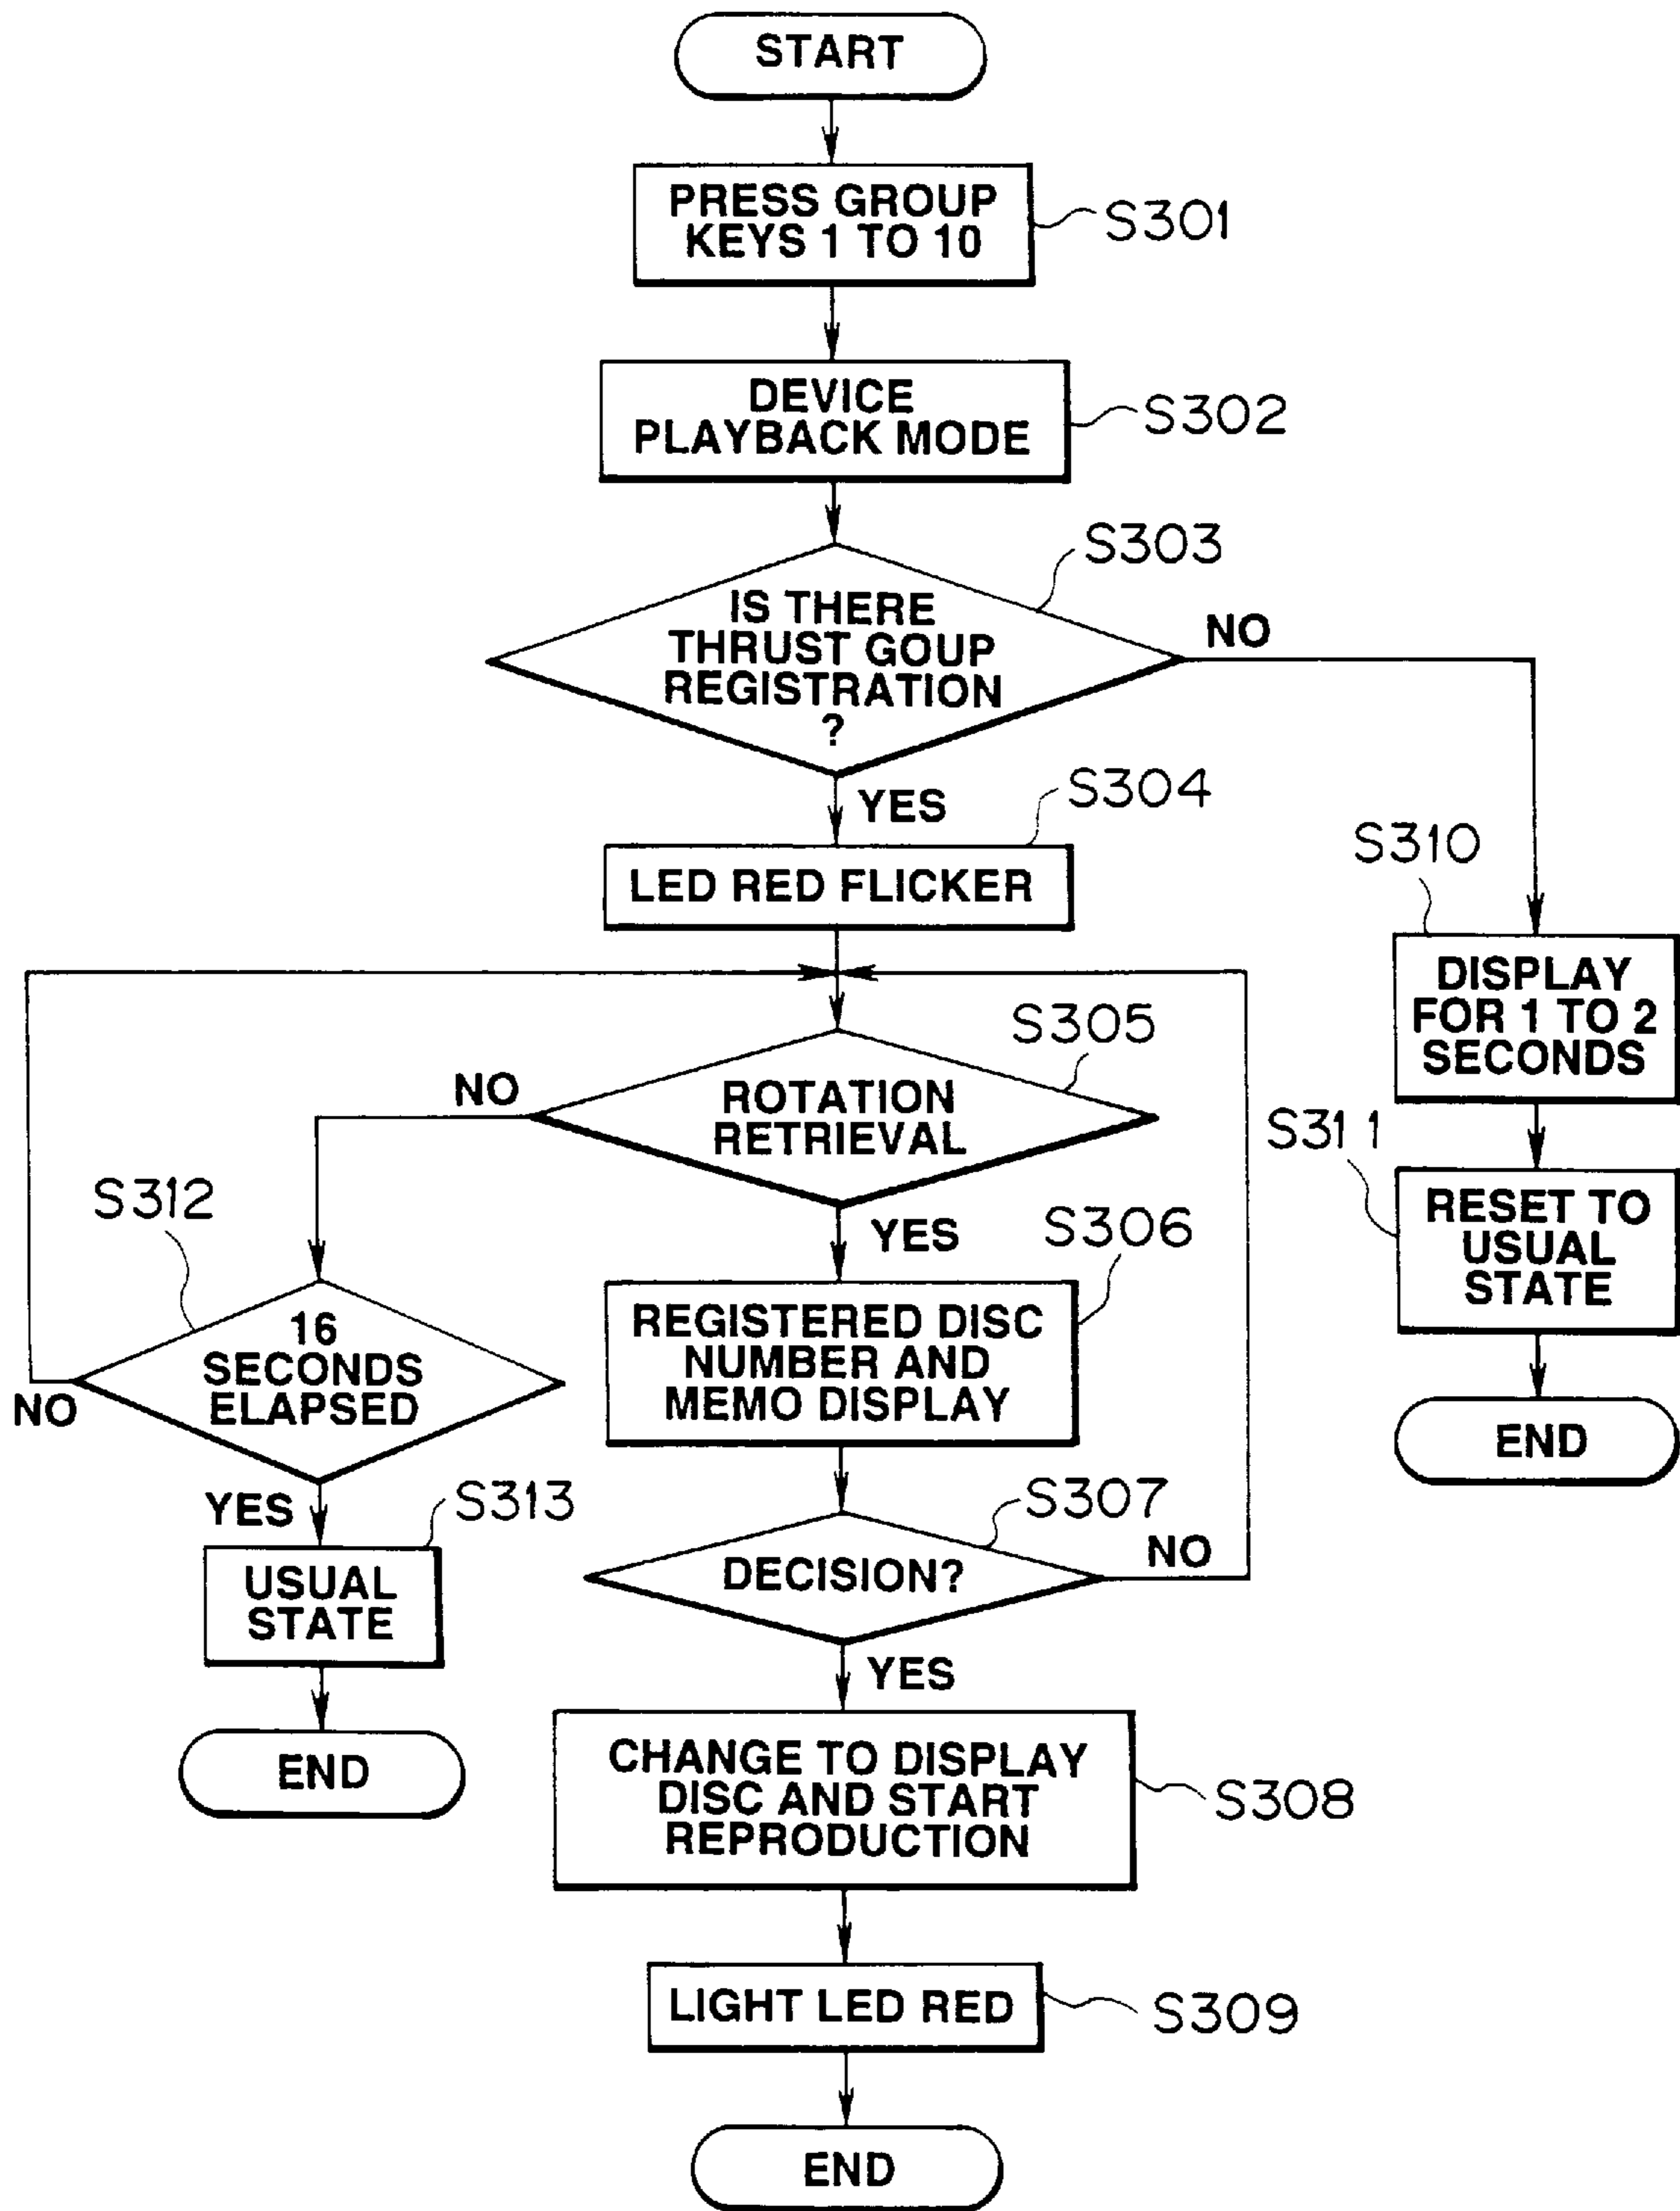 START
PRESS GROUP
KEYS 1 TO 10
S301
DEVICE
PLAYBACK MODE
S302
S303
IS THERE
THRUST GOUP
REGISTRATION
?
NO
YES
S304
LED RED FLICKER
S310
DISPLAY
FOR 1 TO 2
SECONDS
S311
RESET TO
USUAL
STATE
END
S305
ROTATION
RETRIEVAL
NO
YES
S312
16
SECONDS
ELAPSED
NO
YES
S313
USUAL
STATE
END
S306
REGISTERED DISC
NUMBER AND
MEMO DISPLAY
S307
DECISION?
NO
YES
CHANGE TO DISPLAY
DISC AND START
REPRODUCTION
S308
LIGHT LED RED
S309
END